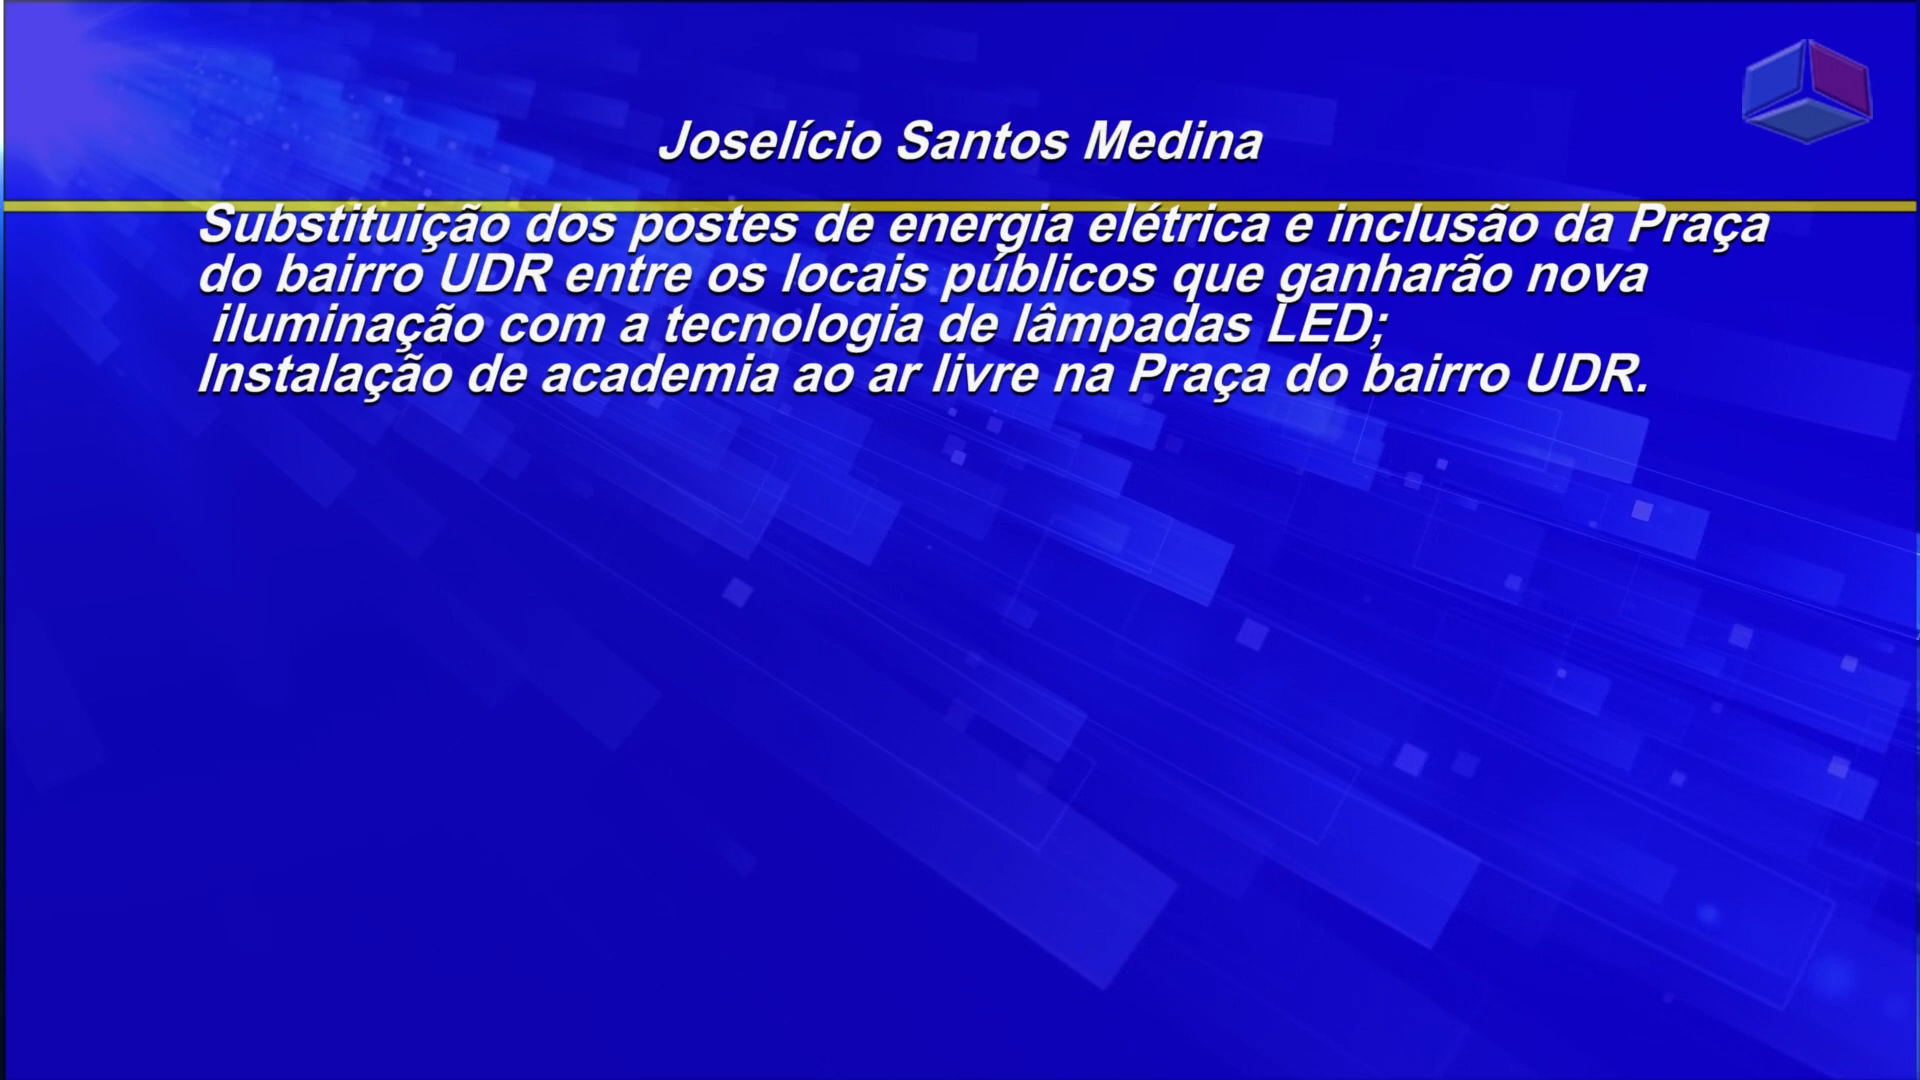 Joselício Santos Medina
Substituição dos postes de energia elétrica e inclusão da Praça
do bairro UDR entre os locais públicos que ganharão nova
iluminação com a tecnologia de lâmpadas LED;
Instalação de academia ao ar livre na Praça do bairro UDR.